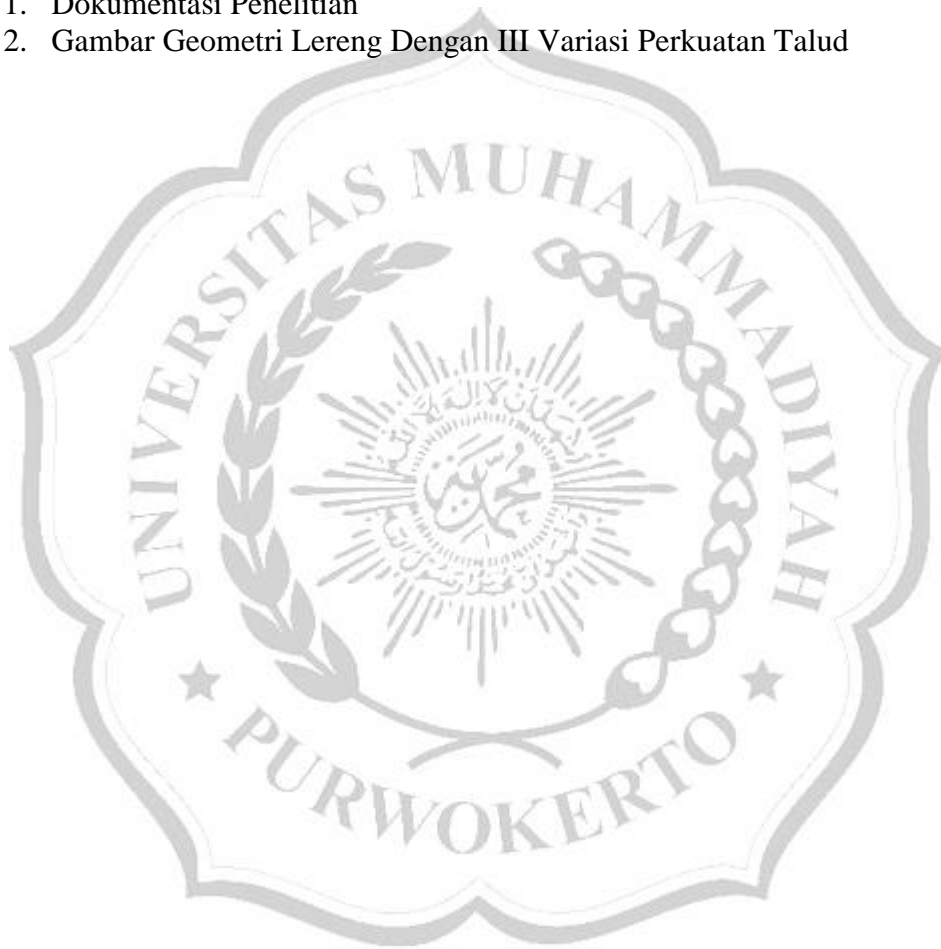 1. Dokumentasi Penelitian
2. Gambar Geometri Lereng Dengan III Variasi Perkuatan Talud
UNIVERSITAS MUHAMMADIYAH
PURWOKERTO